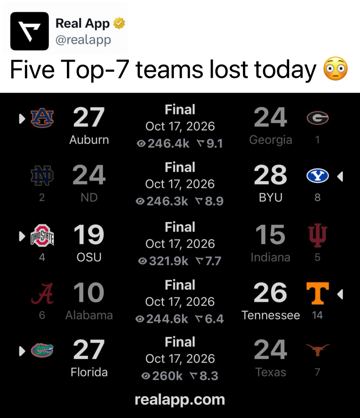 Real App
@realapp
Five Top-7 teams lost today 😳
27 Final 24
Oct 17, 2026
Auburn 246.4k 9.1 Georgia 1
24 Final 28
Oct 17, 2026
2 ND 246.3k 8.9 BYU 8
19 Final 15
Oct 17, 2026
4 OSU 321.9k 7.7 Indiana 5
10 Final 26
Oct 17, 2026
6 Alabama 244.6k 6.4 Tennessee 14
27 Final 24
Oct 17, 2026
Florida 260k 8.3 Texas 7
realapp.com